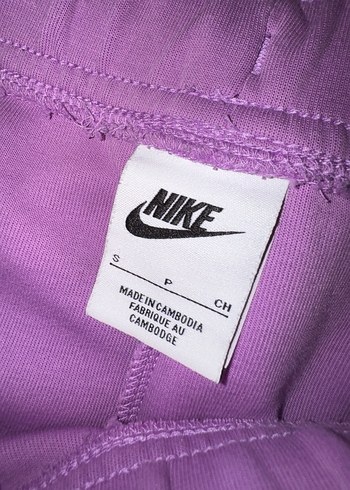 NIKE
S P CH
MADE IN CAMBODIA
FABRIQUE AU
CAMBODGE